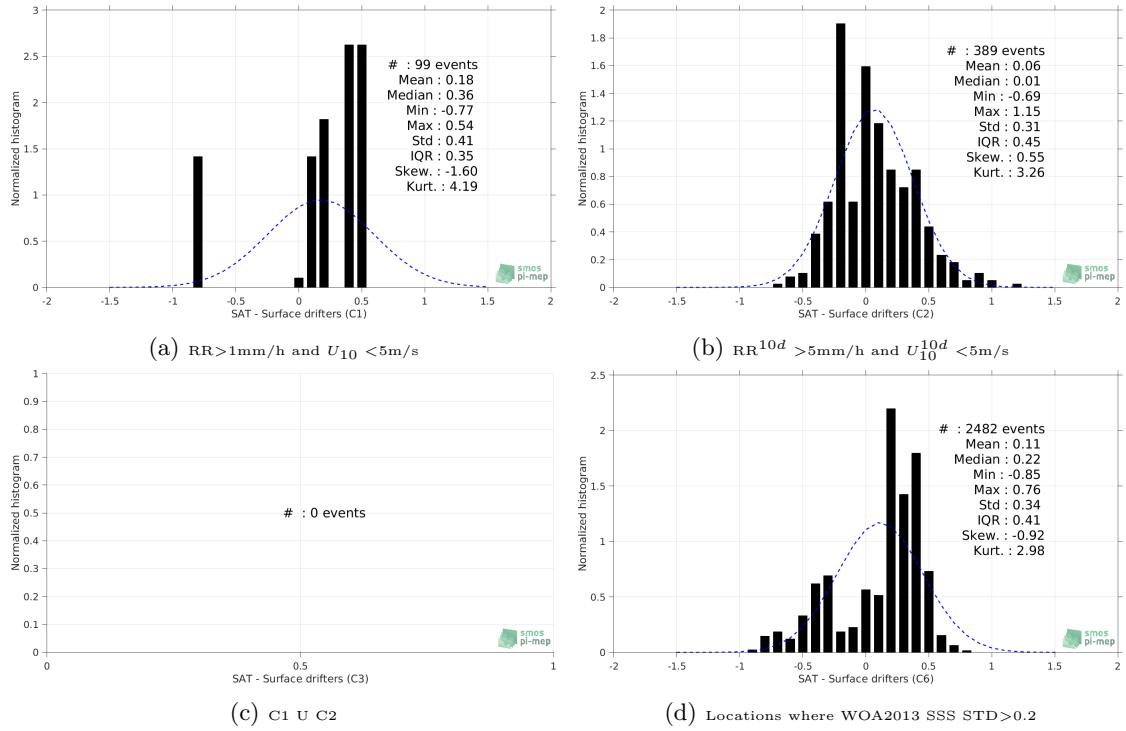 3
2.5
2
1.5
1
0.5
0
-2
-1.5
-1
-0.5
0
0.5
1
1.5
2
Normalized histogram
SAT - Surface drifters (C1)
# : 99 events
Mean : 0.18
Median : 0.36
Min : -0.77
Max : 0.54
Std : 0.41
IQR : 0.35
Skew. : -1.60
Kurt. : 4.19
smos
pi-mep
(a) RR>1mm/h and U10 <5m/s
2
1.8
1.6
1.4
1.2
1
0.8
0.6
0.4
0.2
0
-2
-1.5
-1
-0.5
0
0.5
1
1.5
2
Normalized histogram
SAT - Surface drifters (C2)
# : 389 events
Mean : 0.06
Median : 0.01
Min : -0.69
Max : 1.15
Std : 0.31
IQR : 0.45
Skew. : 0.55
Kurt. : 3.26
smos
pi-mep
(b) RR^10d >5mm/h and U10^10d <5m/s
1
0.9
0.8
0.7
0.6
0.5
0.4
0.3
0.2
0.1
0
0
0.5
1
Normalized histogram
SAT - Surface drifters (C3)
# : 0 events
smos
pi-mep
(c) C1 U C2
2.5
2
1.5
1
0.5
0
-2
-1.5
-1
-0.5
0
0.5
1
1.5
2
Normalized histogram
SAT - Surface drifters (C6)
# : 2482 events
Mean : 0.11
Median : 0.22
Min : -0.85
Max : 0.76
Std : 0.34
IQR : 0.41
Skew. : -0.92
Kurt. : 2.98
smos
pi-mep
(d) Locations where WOA2013 SSS STD>0.2